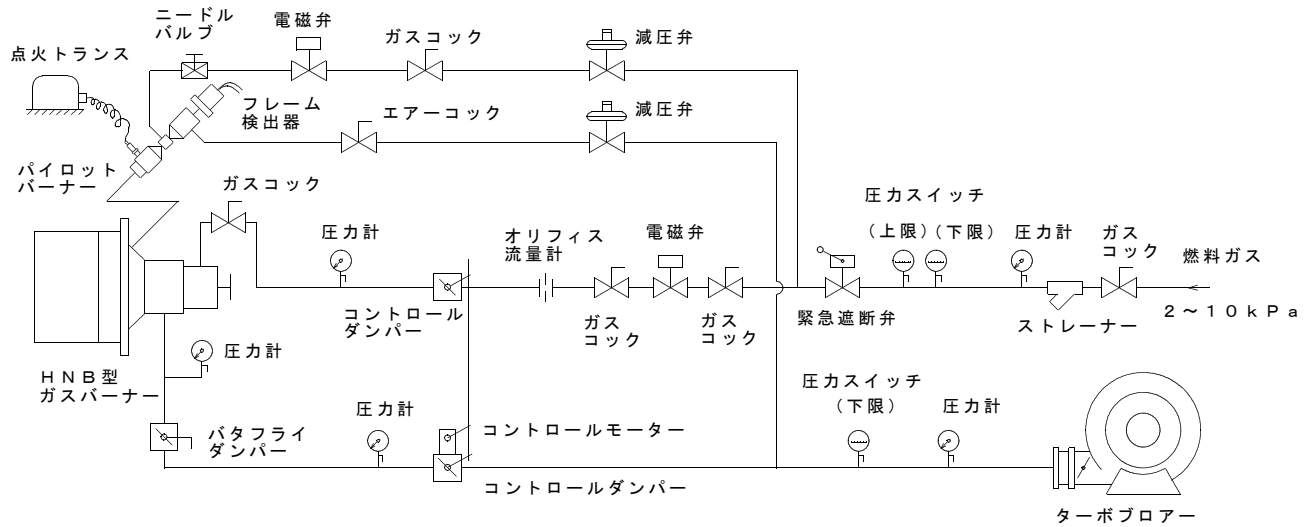 ニードル
バルブ
電磁弁
ガスコック
減圧弁
点火トランス
フレーム
検出器
エアーコック
減圧弁
パイロット
バーナー
ガスコック
圧力計
オリフィス
流量計
電磁弁
圧力スイッチ
（上限）（下限）
圧力計
ガス
コック
燃料ガス
２～１０ｋＰａ
コントロール
ダンパー
ガス
コック
ガス
コック
緊急遮断弁
ストレーナー
圧力計
ＨＮＢ型
ガスバーナー
圧力スイッチ
（下限）
圧力計
圧力計
バタフライ
ダンパー
コントロールモーター
コントロールダンパー
ターボブロアー